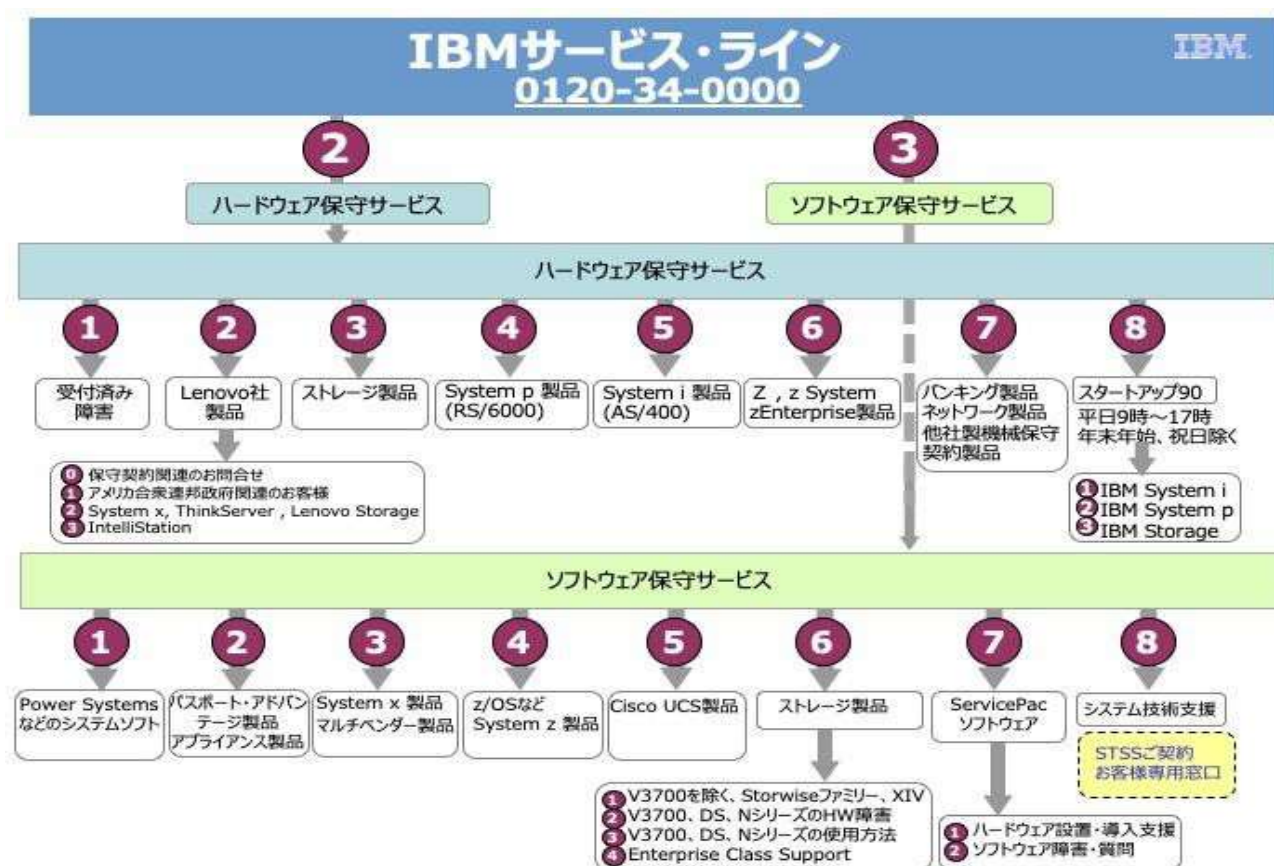 IBMサービス・ライン
IBM.
0120-34-0000
2
3
ハードウェア保守サービス
ソフトウェア保守サービス
ハードウェア保守サービス
1
2
3
4
5
6
7
8
受付済み
障害
Lenovo社
製品
ストレージ製品
System p 製品
(RS/6000)
System i 製品
(AS/400)
Z , z System
zEnterprise製品
バンキング製品
ネットワーク製品
他社製機械保守
契約製品
スタートアップ90
平日9時～17時
年末年始、祝日除く
0 保守契約関連のお問合せ
1 アメリカ合衆連邦政府関連のお客様
2 System x, ThinkServer , Lenovo Storage
3 IntelliStation
1 IBM System i
2 IBM System p
3 IBM Storage
ソフトウェア保守サービス
1
2
3
4
5
6
7
8
Power Systems
などのシステムソフト
パスポート・アドバン
テージ製品
アプライアンス製品
System x 製品
マルチベンダー製品
z/OSなど
System z 製品
Cisco UCS製品
ストレージ製品
ServicePac
ソフトウェア
システム技術支援
STSSご契約
お客様専用窓口
1 V3700を除く、Storwiseファミリー、XIV
2 V3700、DS、NシリーズのHW障害
3 V3700、DS、Nシリーズの使用方法
4 Enterprise Class Support
1 ハードウェア設置・導入支援
2 ソフトウェア障害・質問